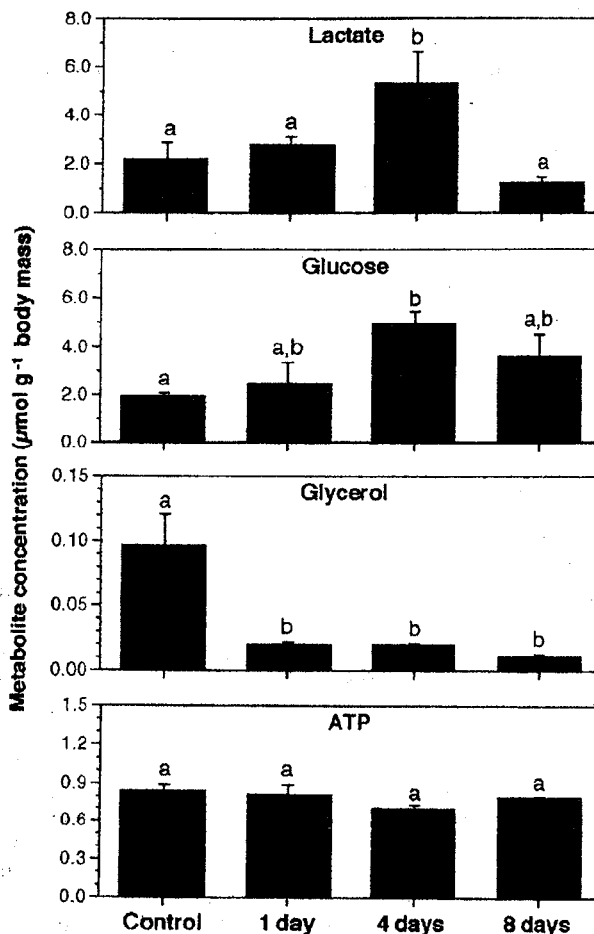 Metabolite concentration (µmol g⁻¹ body mass)
Lactate
8.0
6.0
4.0
2.0
0.0
a
a
b
a
Glucose
8.0
6.0
4.0
2.0
0.0
a
a,b
b
a,b
Glycerol
0.15
0.10
0.05
0.00
a
b
b
b
ATP
1.5
1.2
0.9
0.6
0.3
0.0
a
a
a
a
Control 1 day 4 days 8 days